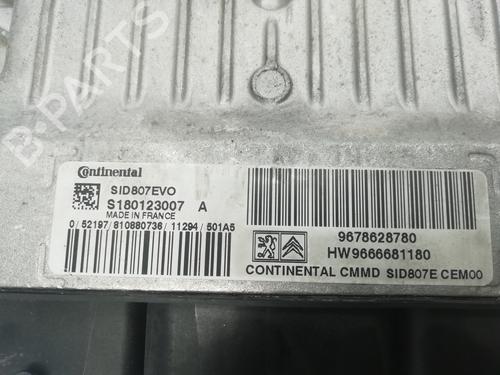 B-PARTS
Continental
SID807EVO
S180123007 A
MADE IN FRANCE
0/52197/810880736/11294/501A5
9678628780
HW9666681180
CONTINENTAL CMMD SID807E CEM00